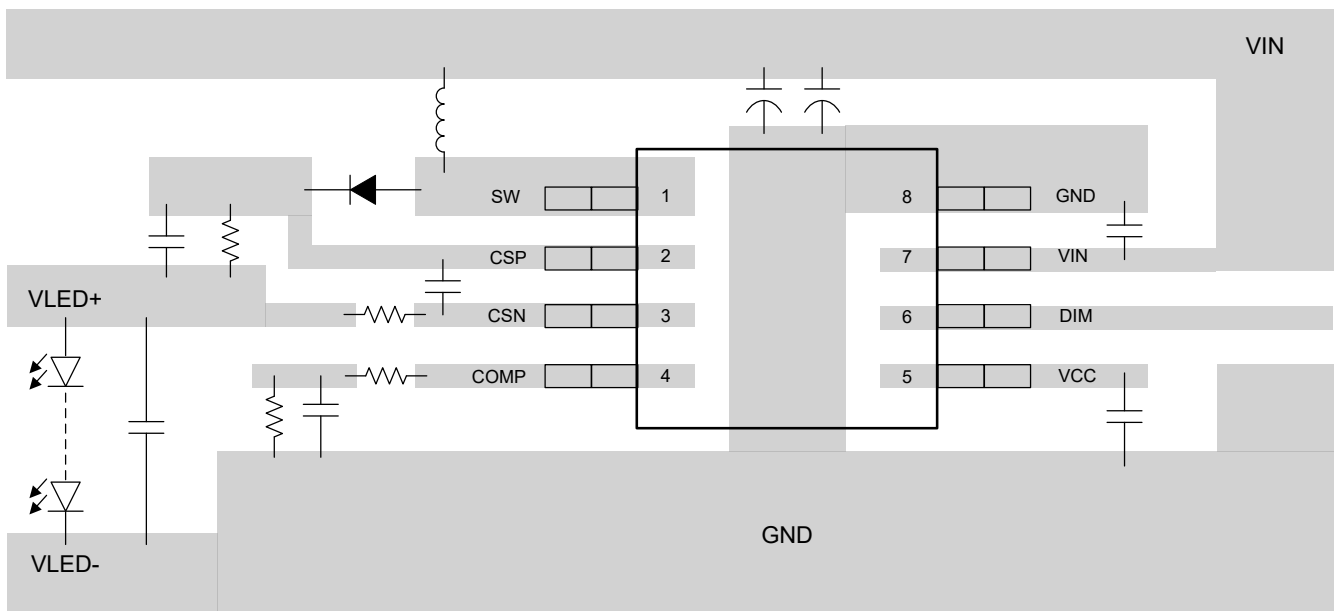 VIN
SW 1 8 GND
CSP 2 7 VIN
VLED+
CSN 3 6 DIM
COMP 4 5 VCC
GND
VLED-